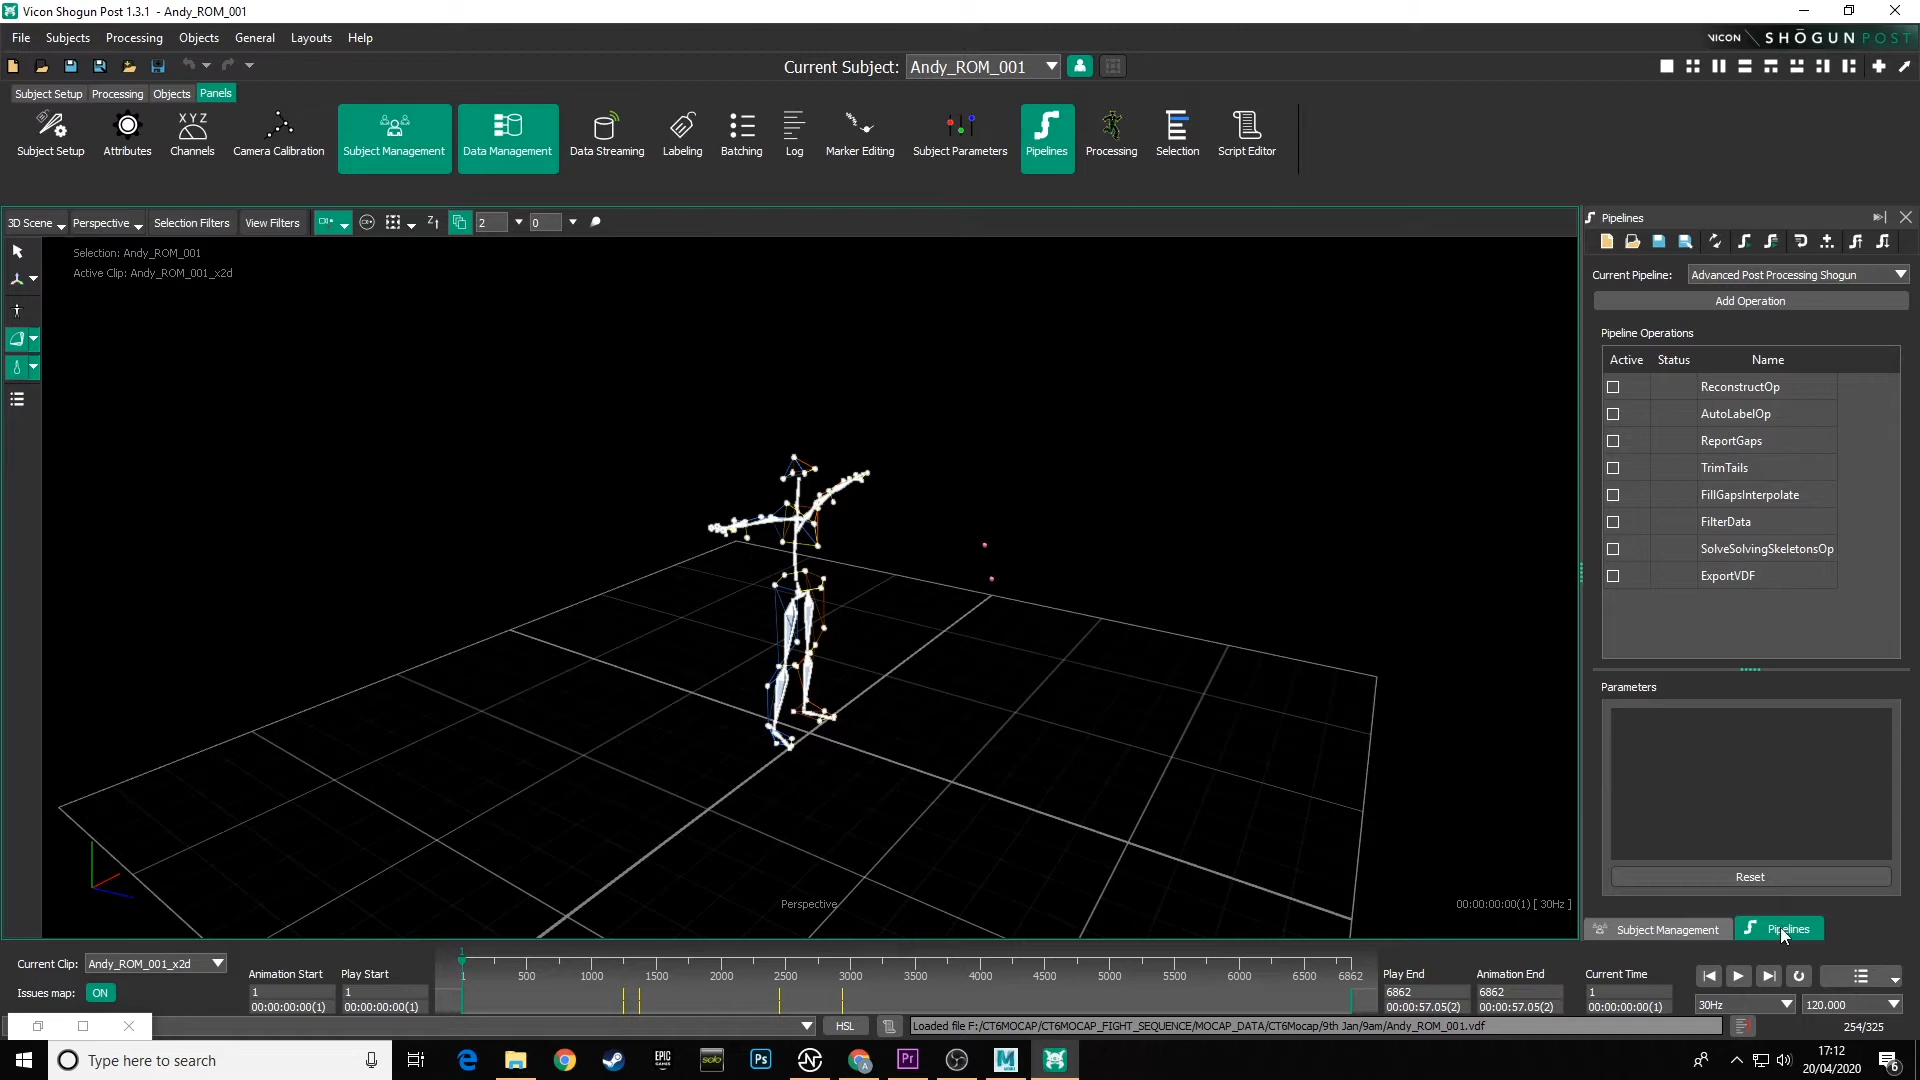 Vicon Shogun Post 1.3.1 - Andy_ROM_001
File Subjects Processing Objects General Layouts Help
VICON SHŌGUN POST
Current Subject: Andy_ROM_001
Subject Setup Processing Objects Panels
XYZ
Subject Setup Attributes Channels Camera Calibration Subject Management Data Management Data Streaming Labeling Batching Log Marker Editing Subject Parameters Pipelines Processing Selection Script Editor
3D Scene Perspective Selection Filters View Filters 2 0
Pipelines
Selection: Andy_ROM_001
Active Clip: Andy_ROM_001_x2d
Current Pipeline: Advanced Post Processing Shogun
Add Operation
Pipeline Operations
Active Status Name
ReconstructOp
AutoLabelOp
ReportGaps
TrimTails
FillGapsInterpolate
FilterData
SolveSolvingSkeletonsOp
ExportVDF
Parameters
Reset
Perspective
00:00:00:00(1) [ 30Hz ]
Subject Management Pipelines
Current Clip: Andy_ROM_001_x2d
Issues map: ON
Animation Start Play Start
1 1
00:00:00:00(1) 00:00:00:00(1)
1
1 500 1000 1500 2000 2500 3000 3500 4000 4500 5000 5500 6000 6500 6862
Play End Animation End Current Time
6862 6862 1
00:00:57.05(2) 00:00:57.05(2) 00:00:00:00(1)
30Hz 120.000
HSL
Loaded file F:/CT6MOCAP/CT6MOCAP_FIGHT_SEQUENCE/MOCAP_DATA/CT6Mocap/9th Jan/9am/Andy_ROM_001.vdf
254/325
Type here to search
EPIC GAMES
solo
Ps
A
Pr
M
17:12
20/04/2020
6